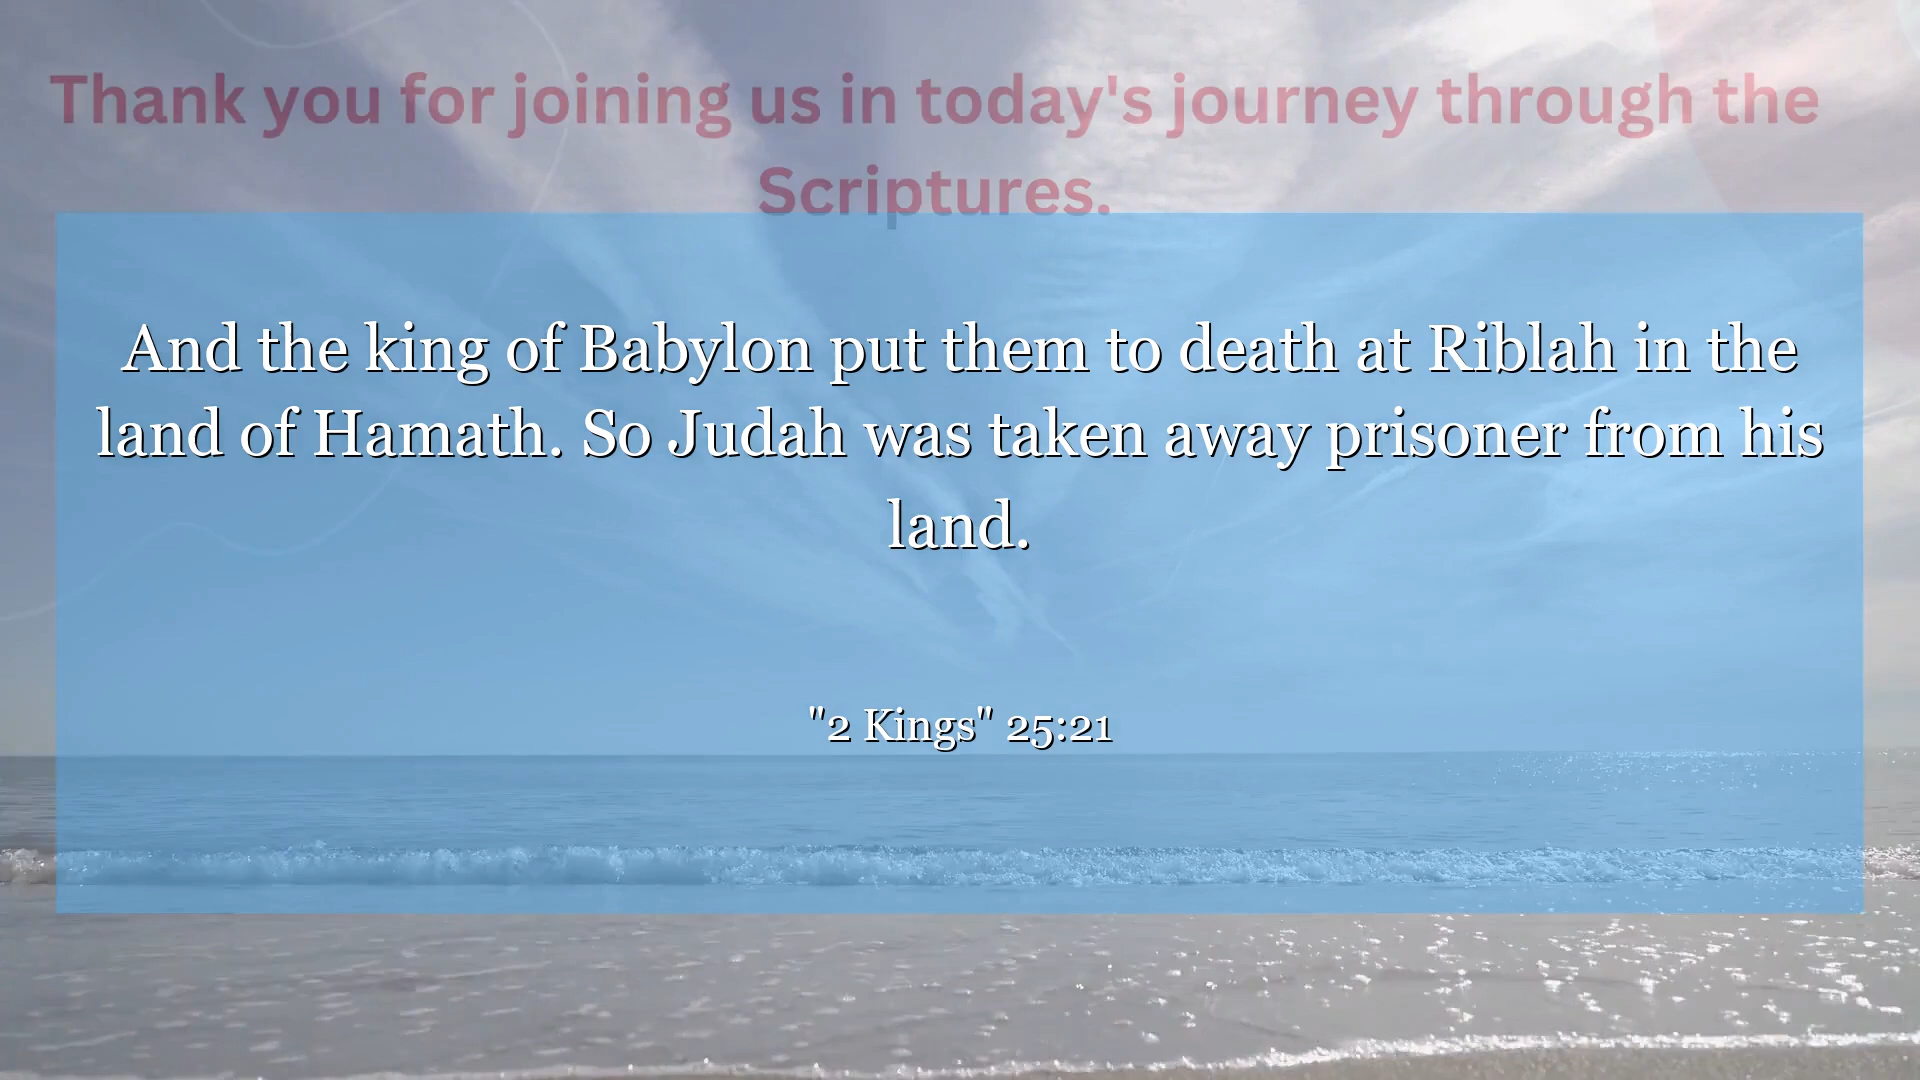 Thank you for joining us in today's journey through the
Scriptures.
And the king of Babylon put them to death at Riblah in the
land of Hamath. So Judah was taken away prisoner from his
land.
"2 Kings" 25:21